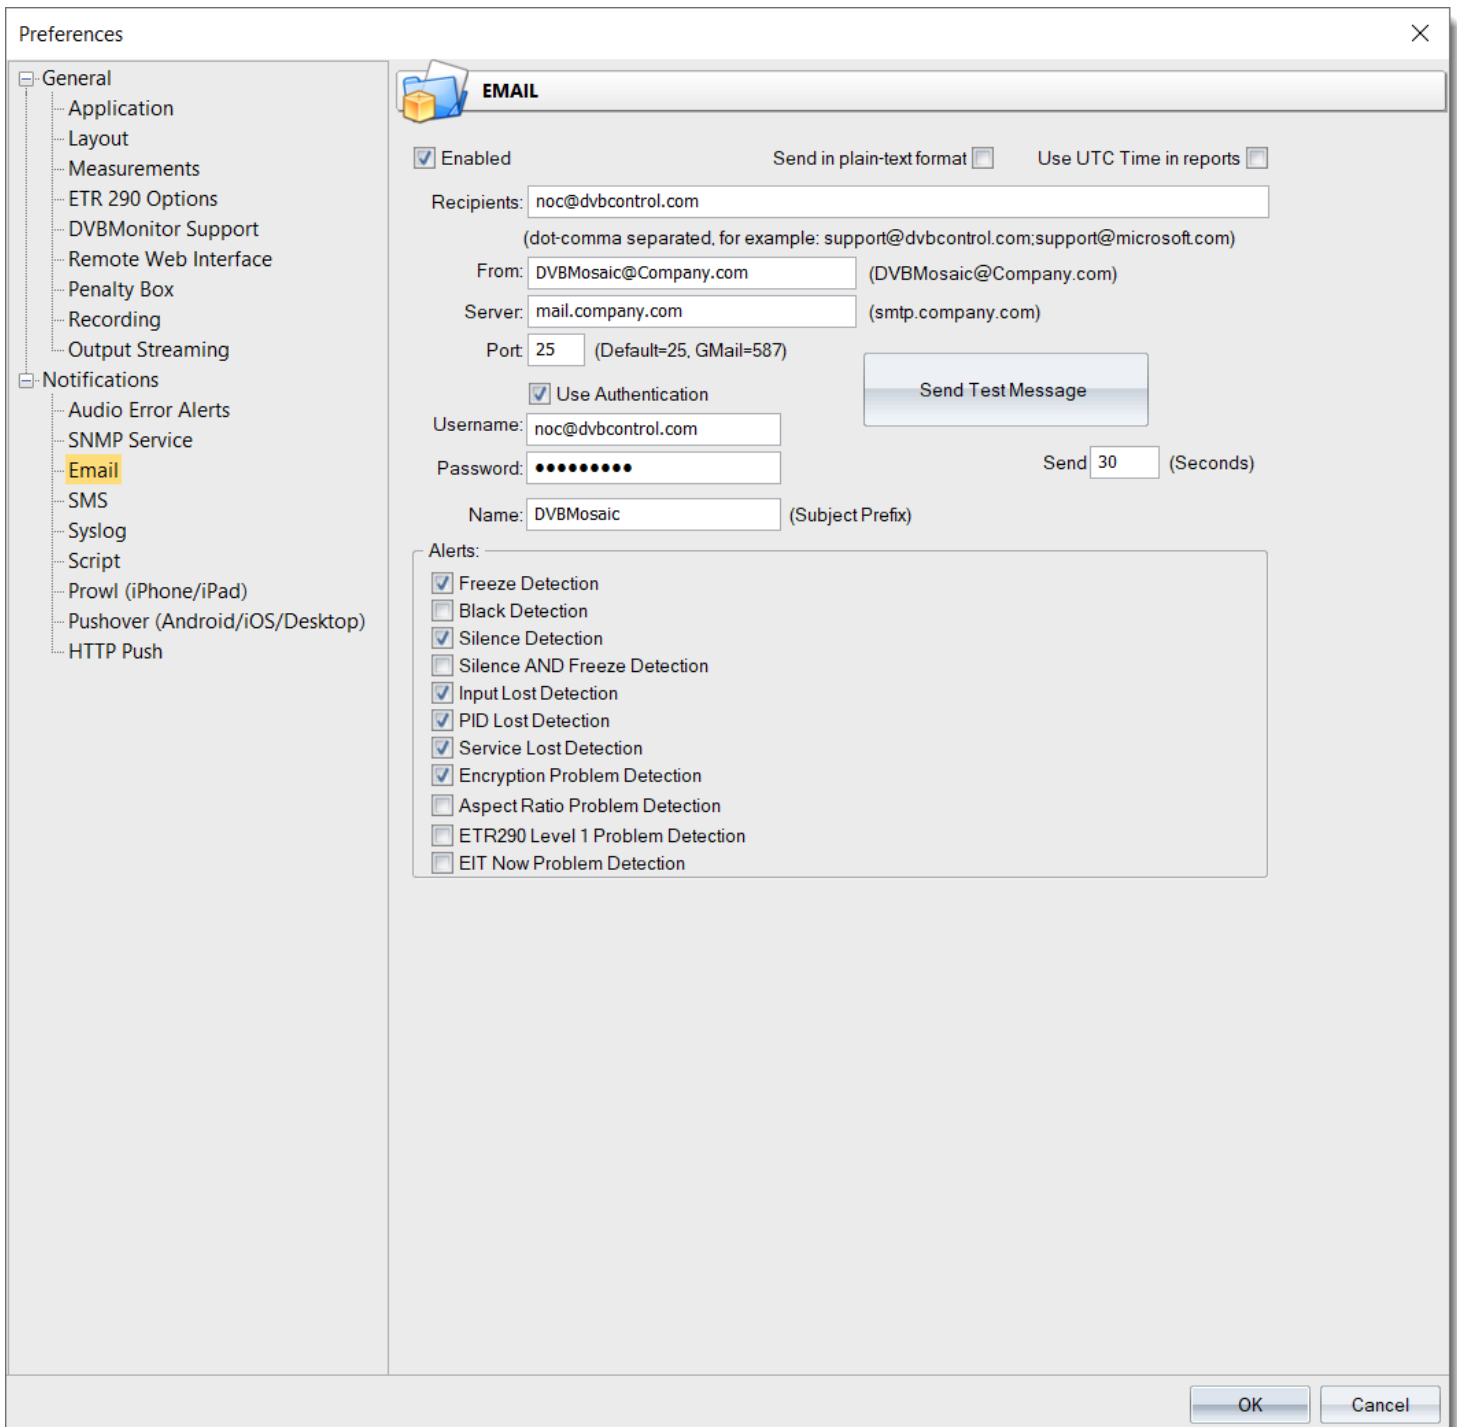 Preferences
General
Application
Layout
Measurements
ETR 290 Options
DVBMonitor Support
Remote Web Interface
Penalty Box
Recording
Output Streaming
Notifications
Audio Error Alerts
SNMP Service
Email
SMS
Syslog
Script
Prowl (iPhone/iPad)
Pushover (Android/iOS/Desktop)
HTTP Push
EMAIL
Enabled Send in plain-text format Use UTC Time in reports
Recipients: noc@dvbcontrol.com
(dot-comma separated, for example: support@dvbcontrol.com;support@microsoft.com)
From: DVBMosaic@Company.com (DVBMosaic@Company.com)
Server: mail.company.com (smtp.company.com)
Port: 25 (Default=25, GMail=587)
Send Test Message
Use Authentication
Username: noc@dvbcontrol.com
Password: ●●●●●●●●●
Send 30 (Seconds)
Name: DVBMosaic (Subject Prefix)
Alerts:
Freeze Detection
Black Detection
Silence Detection
Silence AND Freeze Detection
Input Lost Detection
PID Lost Detection
Service Lost Detection
Encryption Problem Detection
Aspect Ratio Problem Detection
ETR290 Level 1 Problem Detection
EIT Now Problem Detection
OK Cancel